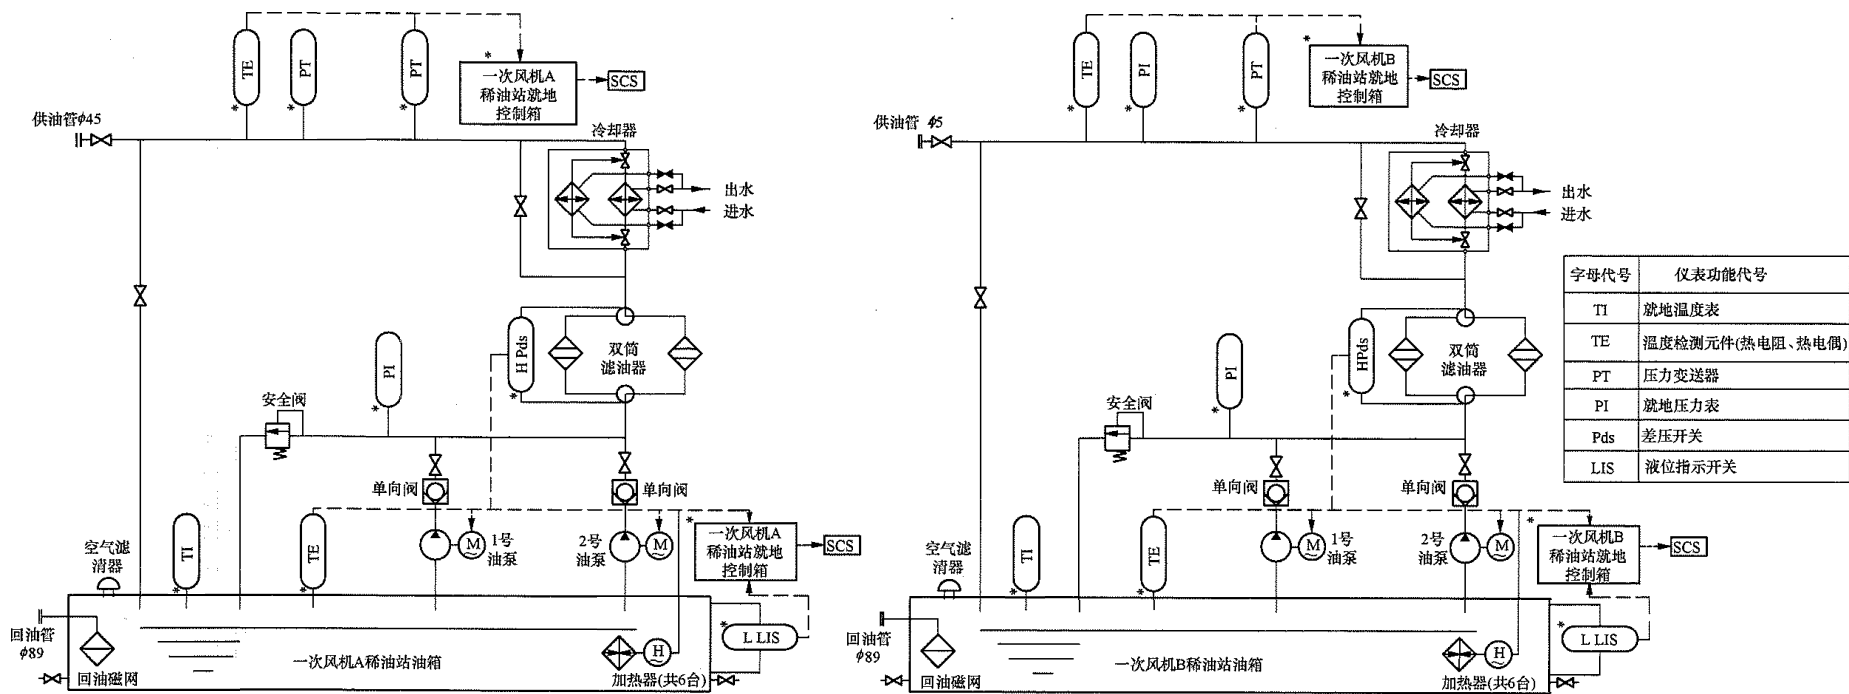 TE
PT
PT
*
*
*
*
一次风机A
稀油站就地
控制箱
SCS
供油管φ45
冷却器
出水
进水
H Pds
*
双筒
滤油器
PI
*
安全阀
单向阀
单向阀
TI
*
TE
*
M
1号
油泵
2号
油泵
M
*
一次风机A
稀油站就地
控制箱
SCS
空气滤
清器
回油管
φ89
*
L LIS
H
一次风机A稀油站油箱
回油磁网
加热器(共6台)
TE
PI
PT
*
*
*
*
一次风机B
稀油站就地
控制箱
SCS
供油管 φ5
冷却器
出水
进水
HPds
*
双筒
滤油器
PI
*
安全阀
单向阀
单向阀
TI
*
TE
*
M
1号
油泵
2号
油泵
M
*
一次风机B
稀油站就地
控制箱
SCS
空气滤
清器
回油管
φ89
*
L LIS
H
一次风机B稀油站油箱
回油磁网
加热器(共6台)
字母代号 仪表功能代号
TI 就地温度表
TE 温度检测元件(热电阻、热电偶)
PT 压力变送器
PI 就地压力表
Pds 差压开关
LIS 液位指示开关